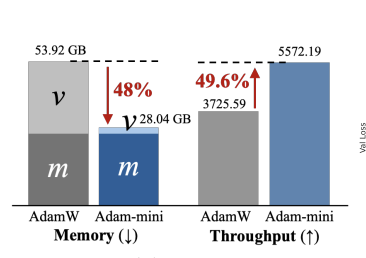 53.92 GB
5572.19
48%
49.6%
3725.59
v
v 28.04 GB
m
m
Val Loss
AdamW Adam-mini AdamW Adam-mini
Memory (↓) Throughput (↑)